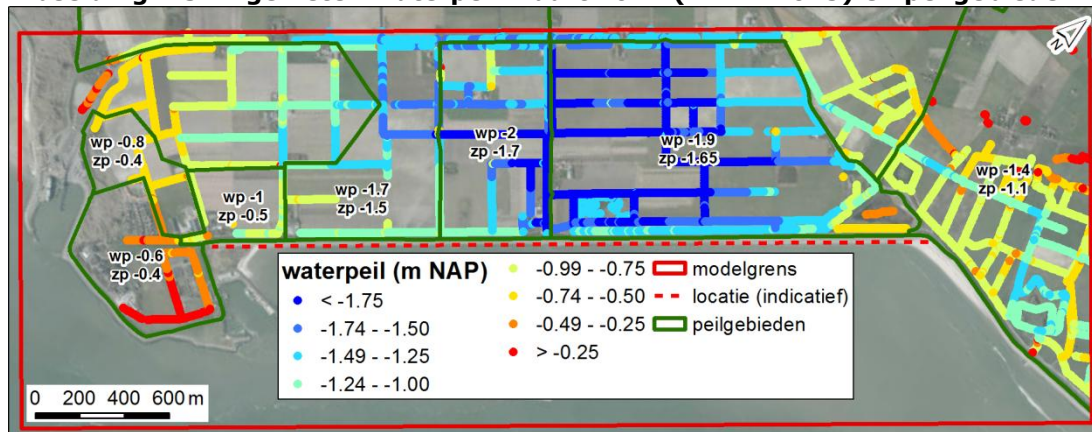 wp -0.8
zp -0.4
wp -1
zp -0.5
wp -1.7
zp -1.5
wp -2
zp -1.7
wp -1.9
zp -1.65
wp -1.4
zp -1.1
wp -0.6
zp -0.4
N
waterpeil (m NAP)
< -1.75
-1.74 - -1.50
-1.49 - -1.25
-1.24 - -1.00
-0.99 - -0.75
-0.74 - -0.50
-0.49 - -0.25
> -0.25
modelgrens
locatie (indicatief)
peilgebieden
0 200 400 600 m